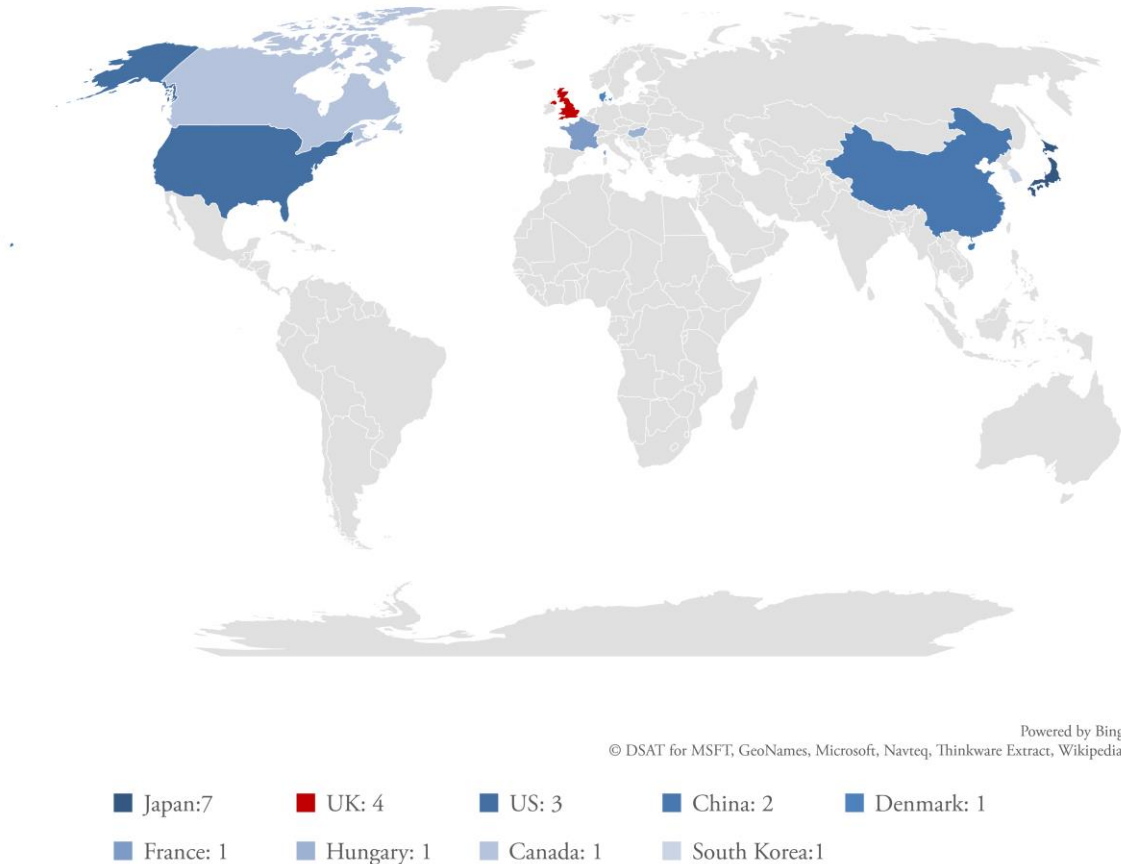 Powered by Bing
© DSAT for MSFT, GeoNames, Microsoft, Navteq, Thinkware Extract, Wikipedia
Japan:7 UK: 4 US: 3 China: 2 Denmark: 1
France: 1 Hungary: 1 Canada: 1 South Korea:1